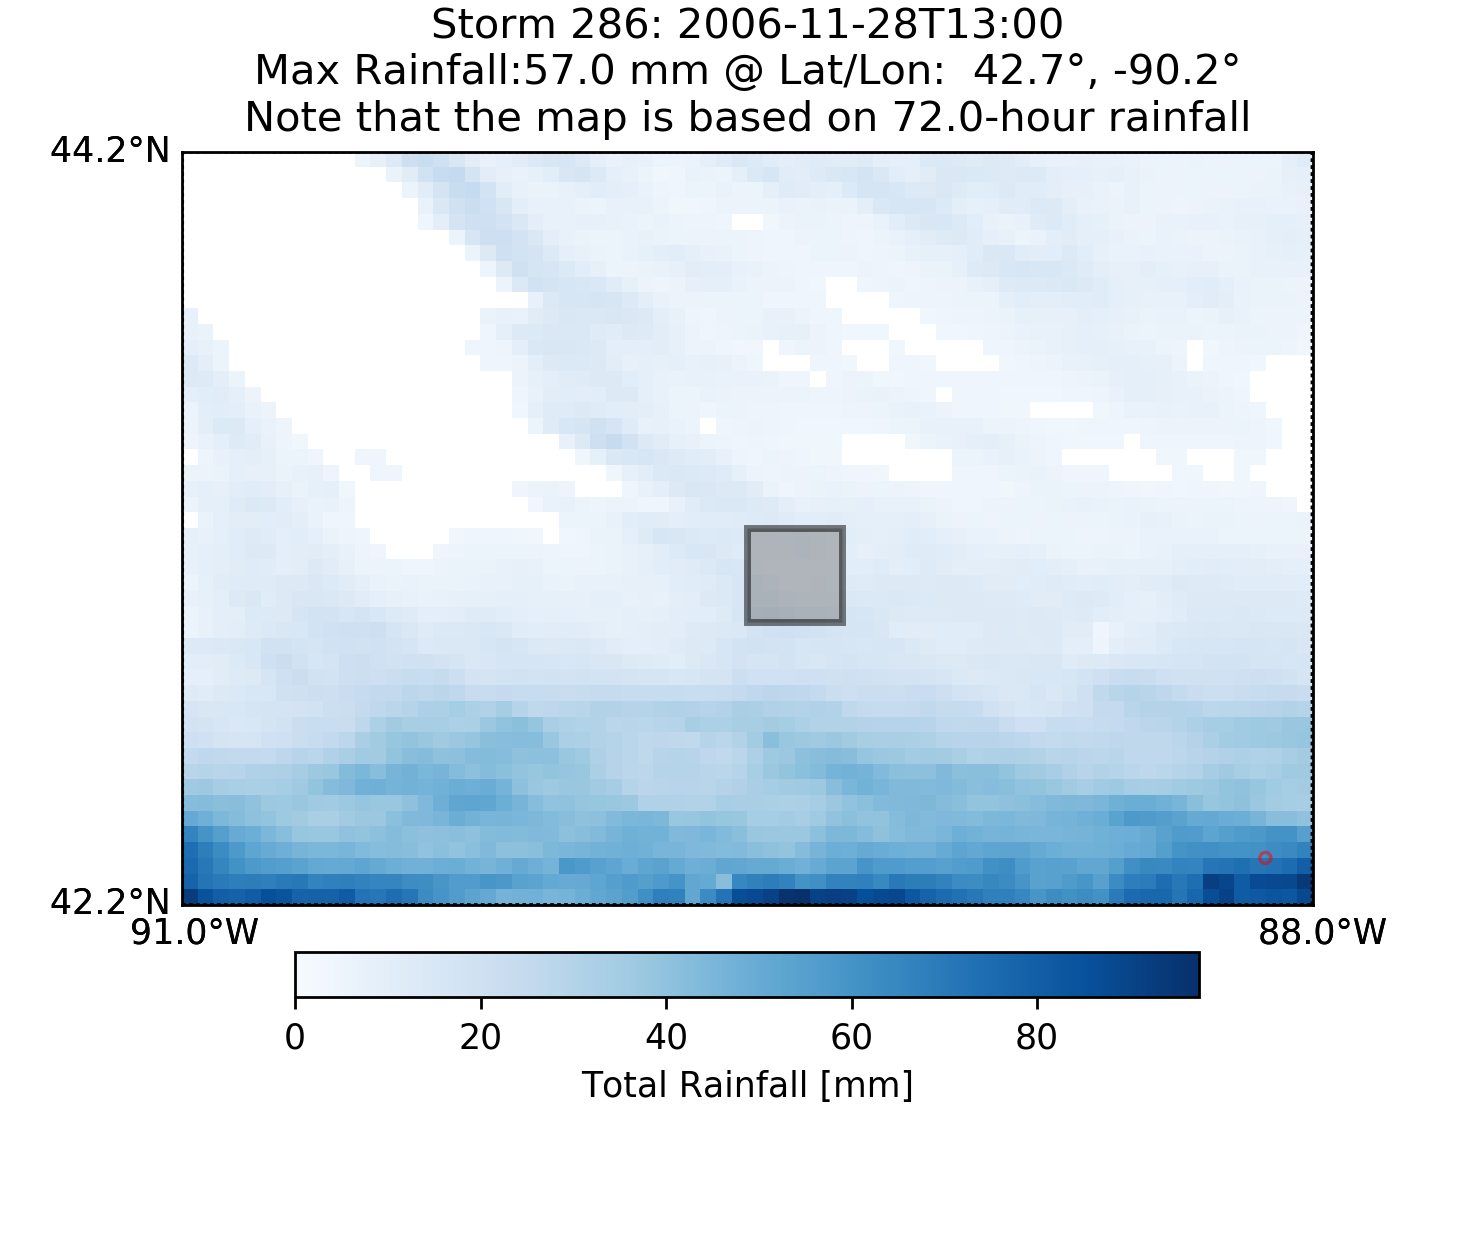 Storm 286: 2006-11-28T13:00
Max Rainfall:57.0 mm @ Lat/Lon:  42.7°, -90.2°
Note that the map is based on 72.0-hour rainfall
44.2°N
42.2°N
91.0°W 88.0°W
0 20 40 60 80
Total Rainfall [mm]